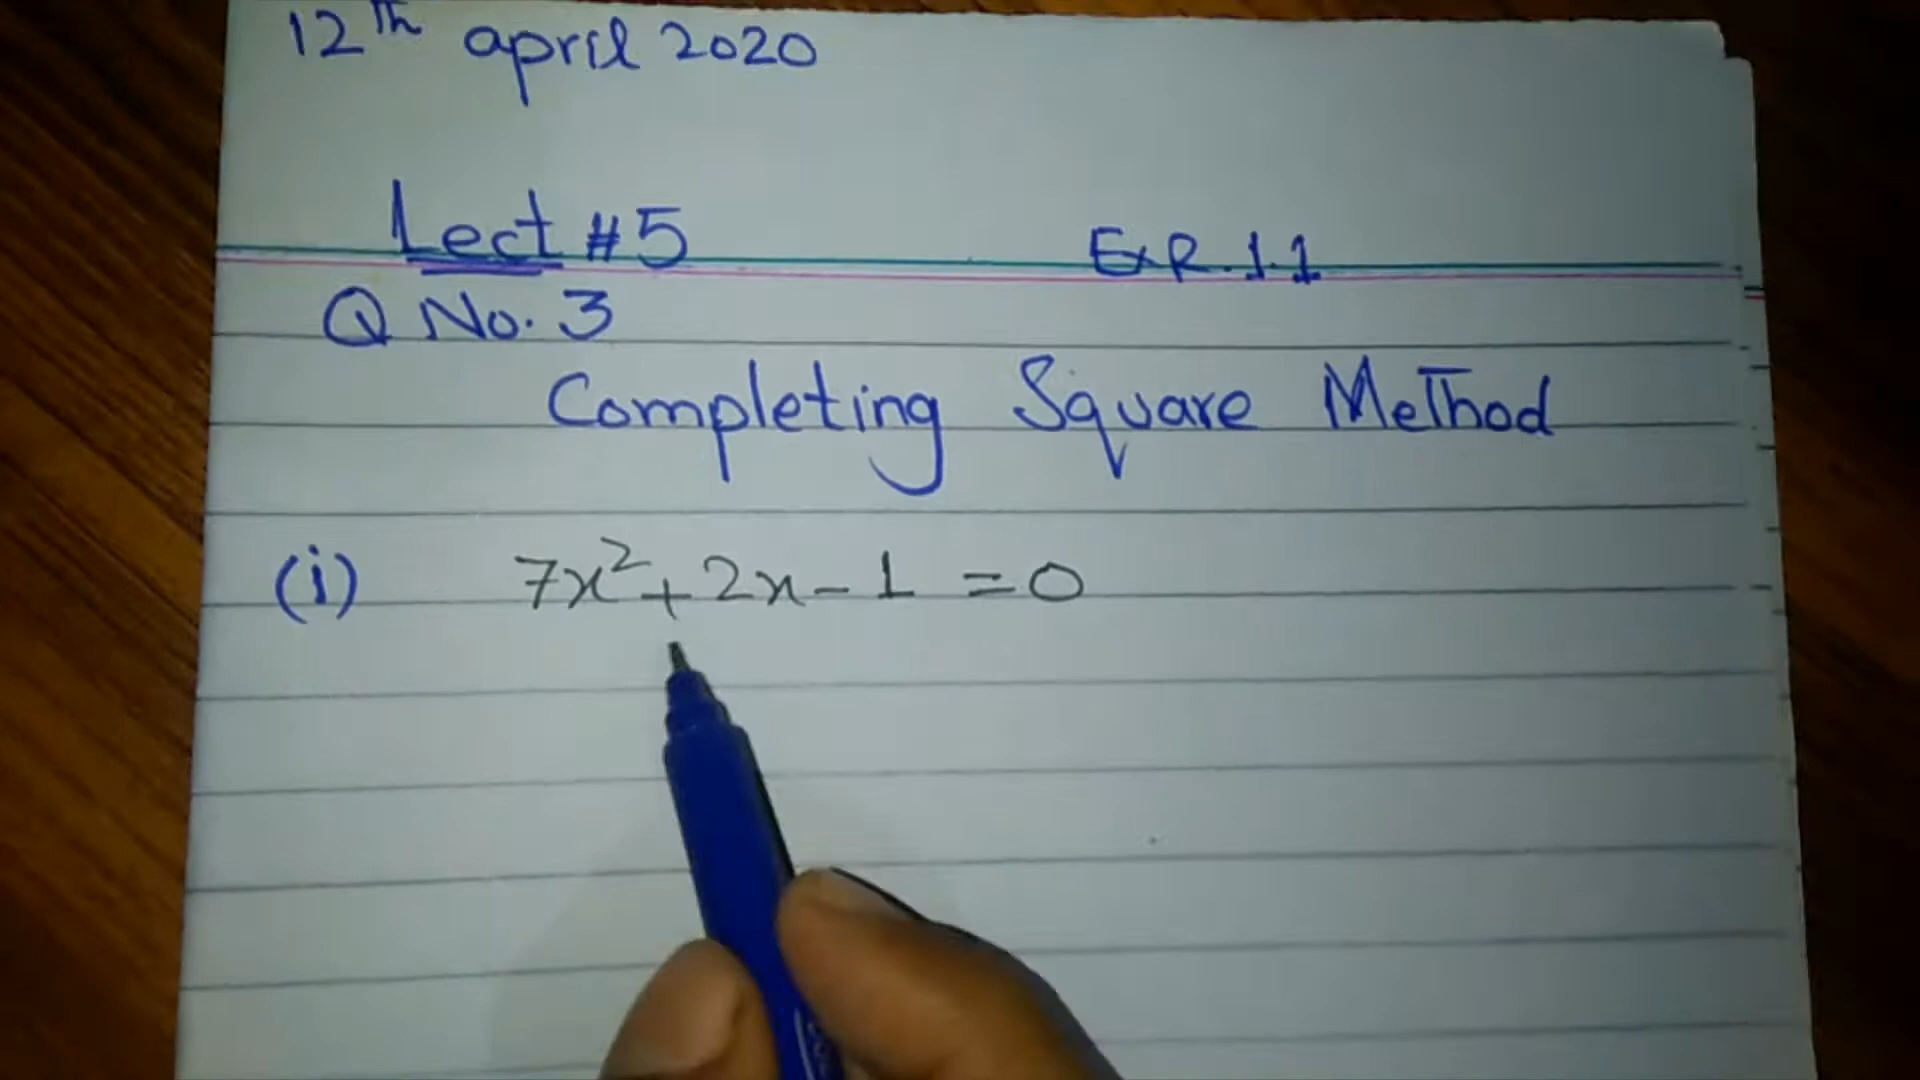 12Th april 2020
Lect #5 Ex.R.1.1
Q No. 3
Completing Square MeThod
(i) 7x²+2x-1 =0